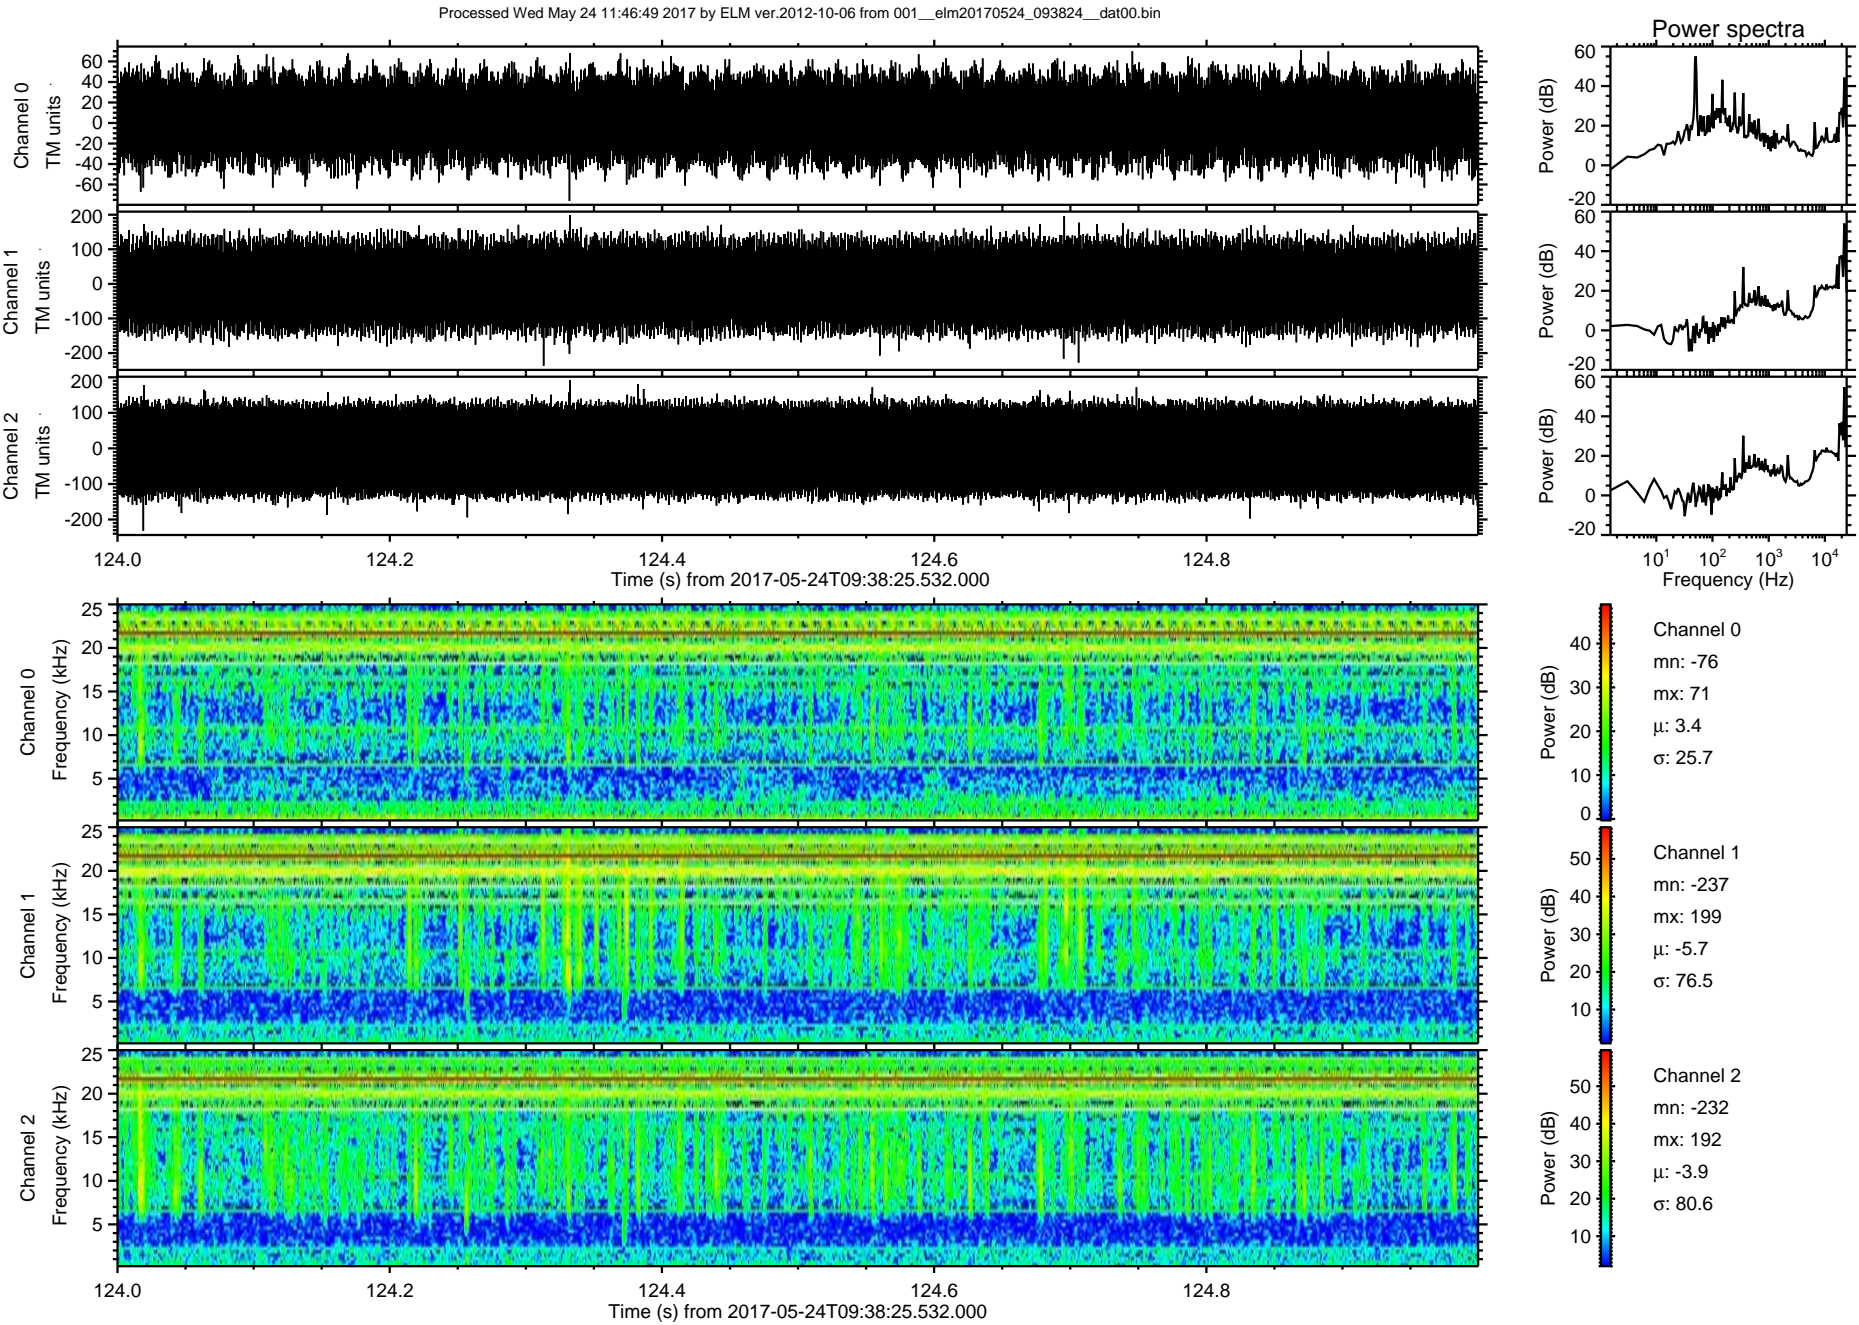 Processed Wed May 24 11:46:49 2017 by ELM ver.2012-10-06 from 001__elm20170524_093824__dat00.bin
Power spectra
Channel 0
TM units
60
40
20
0
-20
-40
-60
Power (dB)
60
40
20
0
-20
Channel 1
TM units
200
100
0
-100
-200
Power (dB)
60
40
20
0
-20
Channel 2
TM units
200
100
0
-100
-200
Power (dB)
60
40
20
0
-20
124.0 124.2 124.4 124.6 124.8
Time (s) from 2017-05-24T09:38:25.532.000
10^1 10^2 10^3 10^4
Frequency (Hz)
Channel 0
Frequency (kHz)
25
20
15
10
5
Power (dB)
40
30
20
10
0
Channel 0
mn: -76
mx: 71
µ: 3.4
σ: 25.7
Channel 1
Frequency (kHz)
25
20
15
10
5
Power (dB)
50
40
30
20
10
Channel 1
mn: -237
mx: 199
µ: -5.7
σ: 76.5
Channel 2
Frequency (kHz)
25
20
15
10
5
Power (dB)
50
40
30
20
10
Channel 2
mn: -232
mx: 192
µ: -3.9
σ: 80.6
124.0 124.2 124.4 124.6 124.8
Time (s) from 2017-05-24T09:38:25.532.000